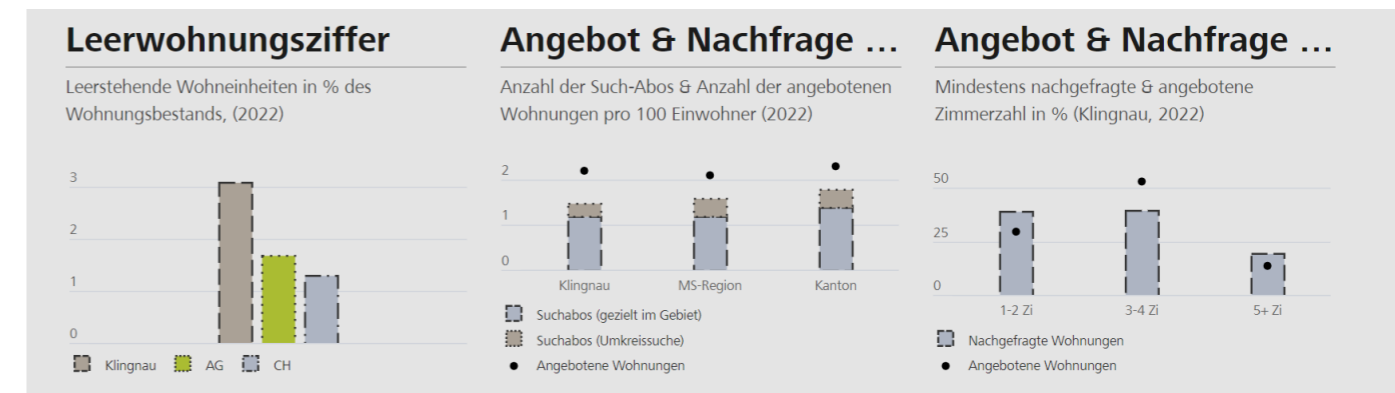 Leerwohnungsziffer
Leerstehende Wohneinheiten in % des
Wohnungsbestands, (2022)
3
2
1
0
Klingnau AG CH
Angebot & Nachfrage ...
Anzahl der Such-Abos & Anzahl der angebotenen
Wohnungen pro 100 Einwohner (2022)
2
1
0
Klingnau MS-Region Kanton
Suchabos (gezielt im Gebiet)
Suchabos (Umkreissuche)
Angebotene Wohnungen
Angebot & Nachfrage ...
Mindestens nachgefragte & angebotene
Zimmerzahl in % (Klingnau, 2022)
50
25
0
1-2 Zi 3-4 Zi 5+ Zi
Nachgefragte Wohnungen
Angebotene Wohnungen